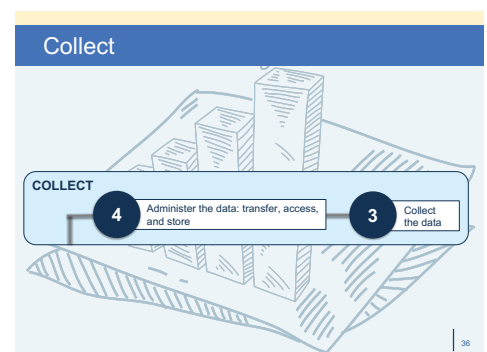 Collect
COLLECT
4
Administer the data: transfer, access,
and store
3
Collect
the data
36